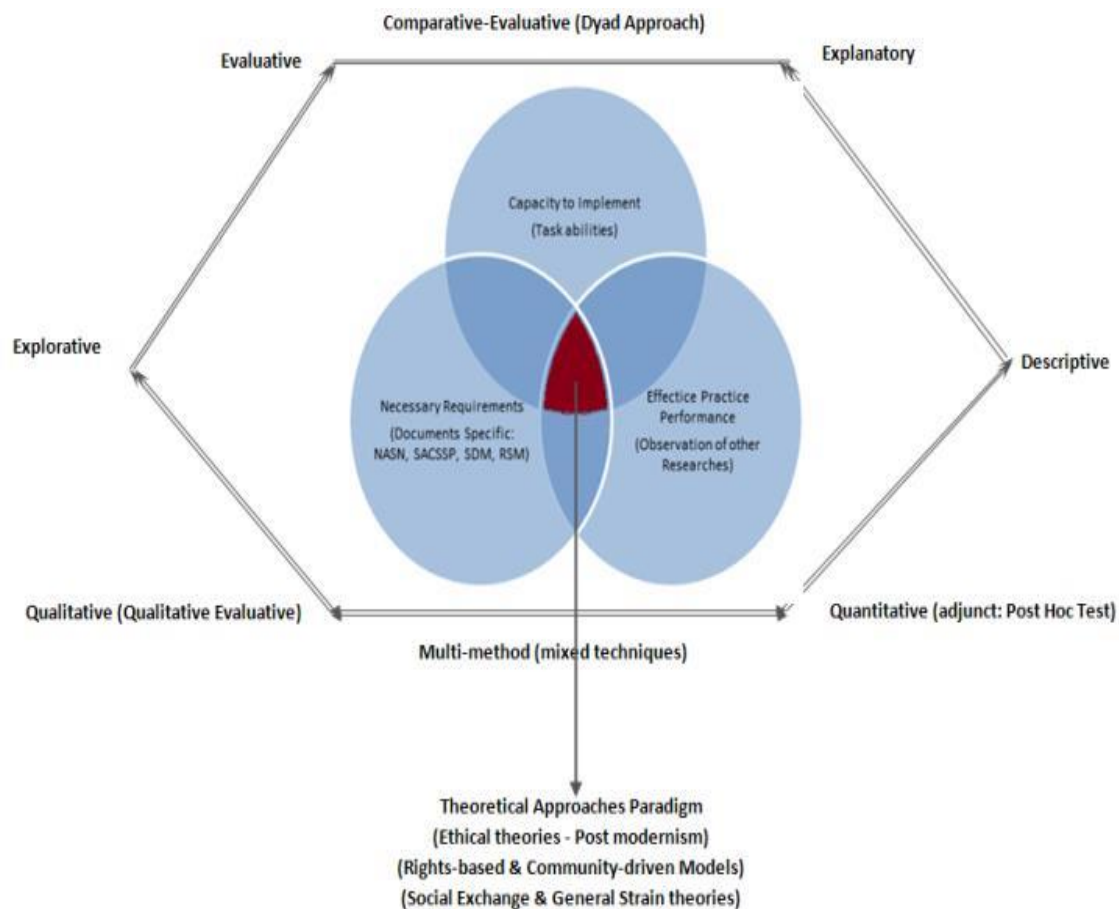 Comparative-Evaluative (Dyad Approach)
Evaluative
Explanatory
Capacity to Implement
(Task abilities)
Explorative
Descriptive
Necessary Requirements
(Documents Specific:
NASN, SACSSP, SDM, RSM)
Effectice Practice
Performance
(Observation of other
Researches)
Qualitative (Qualitative Evaluative)
Quantitative (adjunct: Post Hoc Test)
Multi-method (mixed techniques)
Theoretical Approaches Paradigm
(Ethical theories - Post modernism)
(Rights-based & Community-driven Models)
(Social Exchange & General Strain theories)